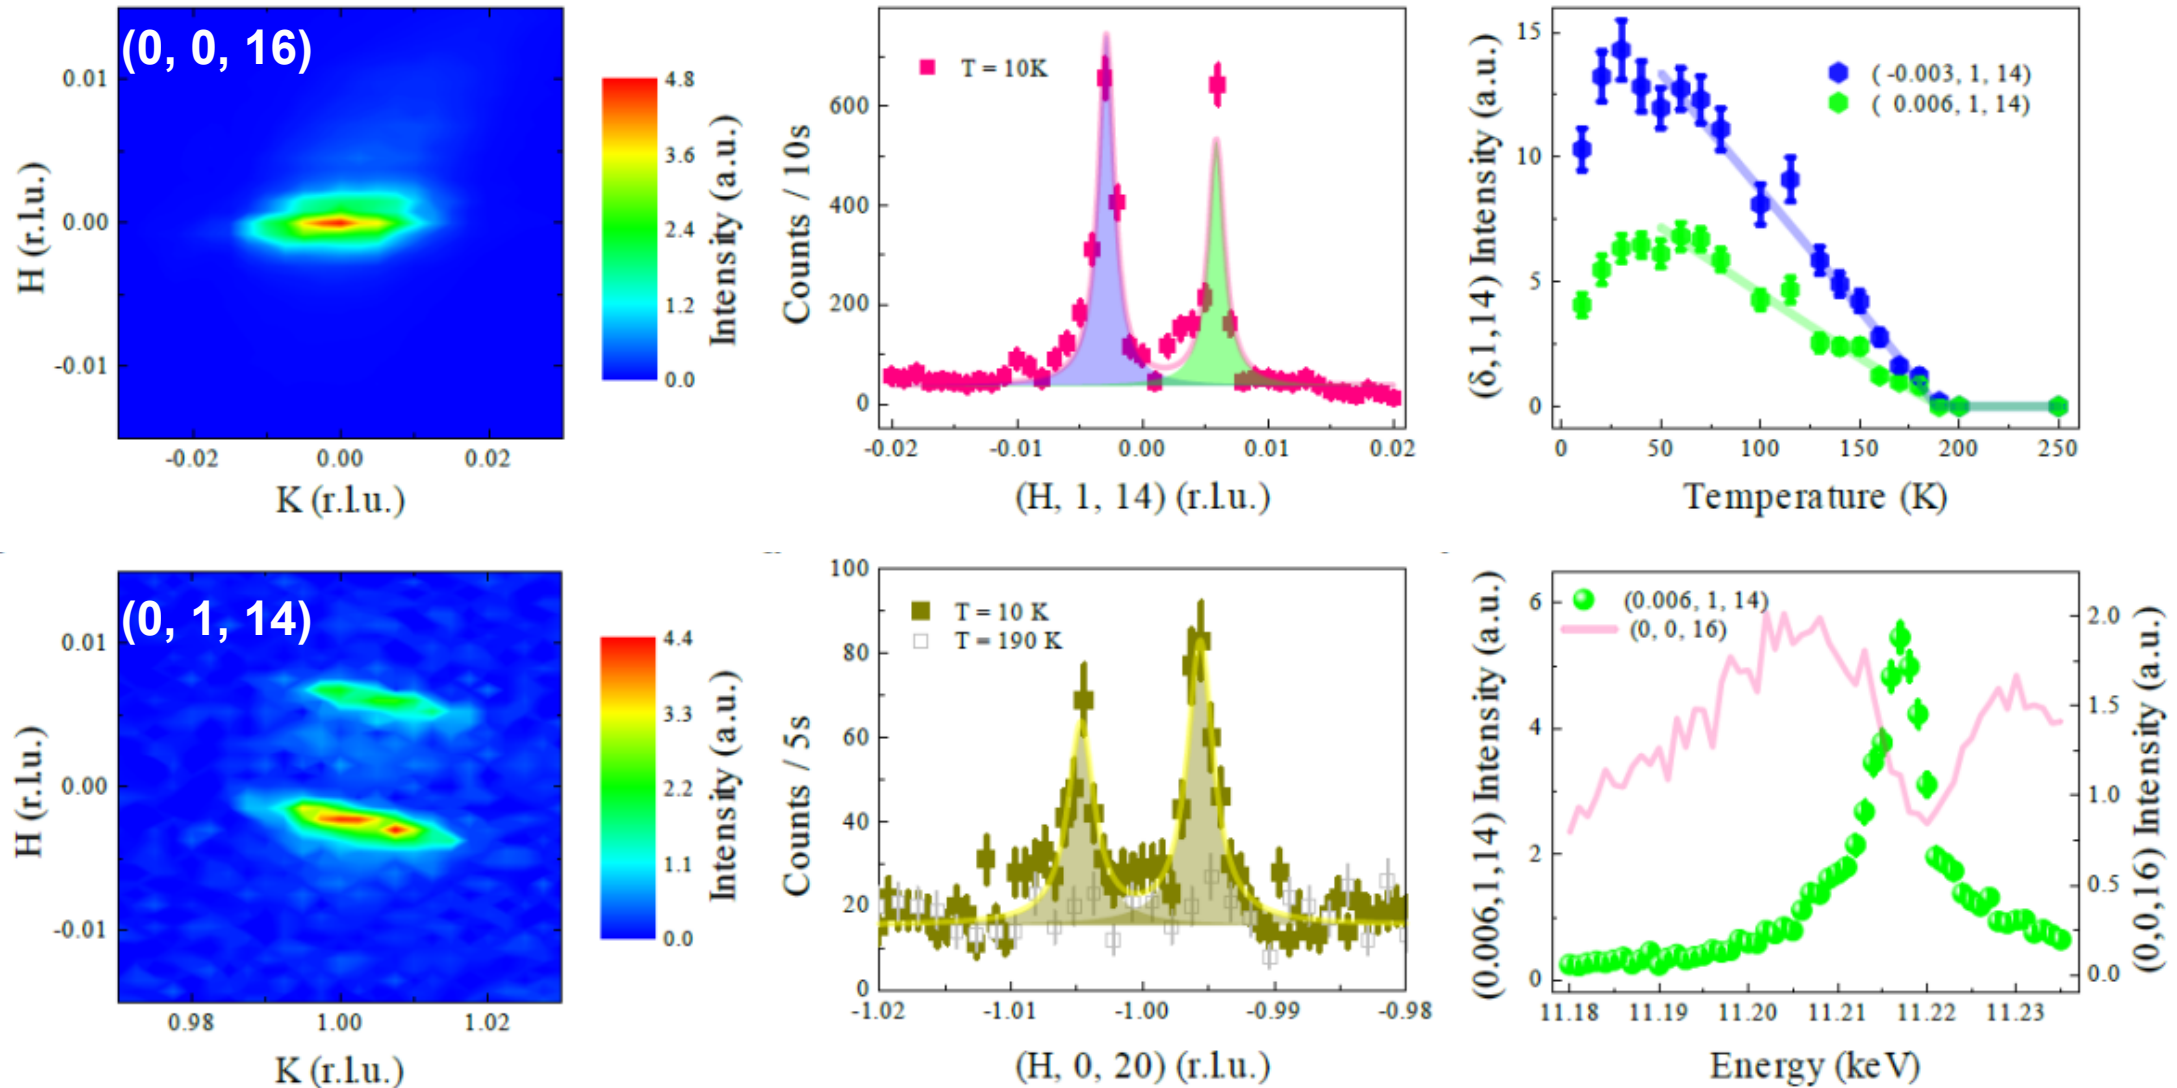 (0, 0, 16)
0.01
0.00
-0.01
H (r.l.u.)
-0.02
0.00
0.02
K (r.l.u.)
4.8
3.6
2.4
1.2
0.0
Intensity (a.u.)
T = 10K
600
400
200
0
Counts / 10s
-0.02
-0.01
0.00
0.01
0.02
(H, 1, 14) (r.l.u.)
( -0.003, 1, 14)
( 0.006, 1, 14)
15
10
5
0
(δ,1,14) Intensity (a.u.)
0
50
100
150
200
250
Temperature (K)
(0, 1, 14)
0.01
0.00
-0.01
H (r.l.u.)
0.98
1.00
1.02
K (r.l.u.)
4.4
3.3
2.2
1.1
0.0
Intensity (a.u.)
T = 10 K
T = 190 K
100
80
60
40
20
0
Counts / 5s
-1.02
-1.01
-1.00
-0.99
-0.98
(H, 0, 20) (r.l.u.)
(0.006, 1, 14)
(0, 0, 16)
6
4
2
0
(0.006,1,14) Intensity (a.u.)
2.0
1.5
1.0
0.5
0.0
(0,0,16) Intensity (a.u.)
11.18
11.19
11.20
11.21
11.22
11.23
Energy (keV)